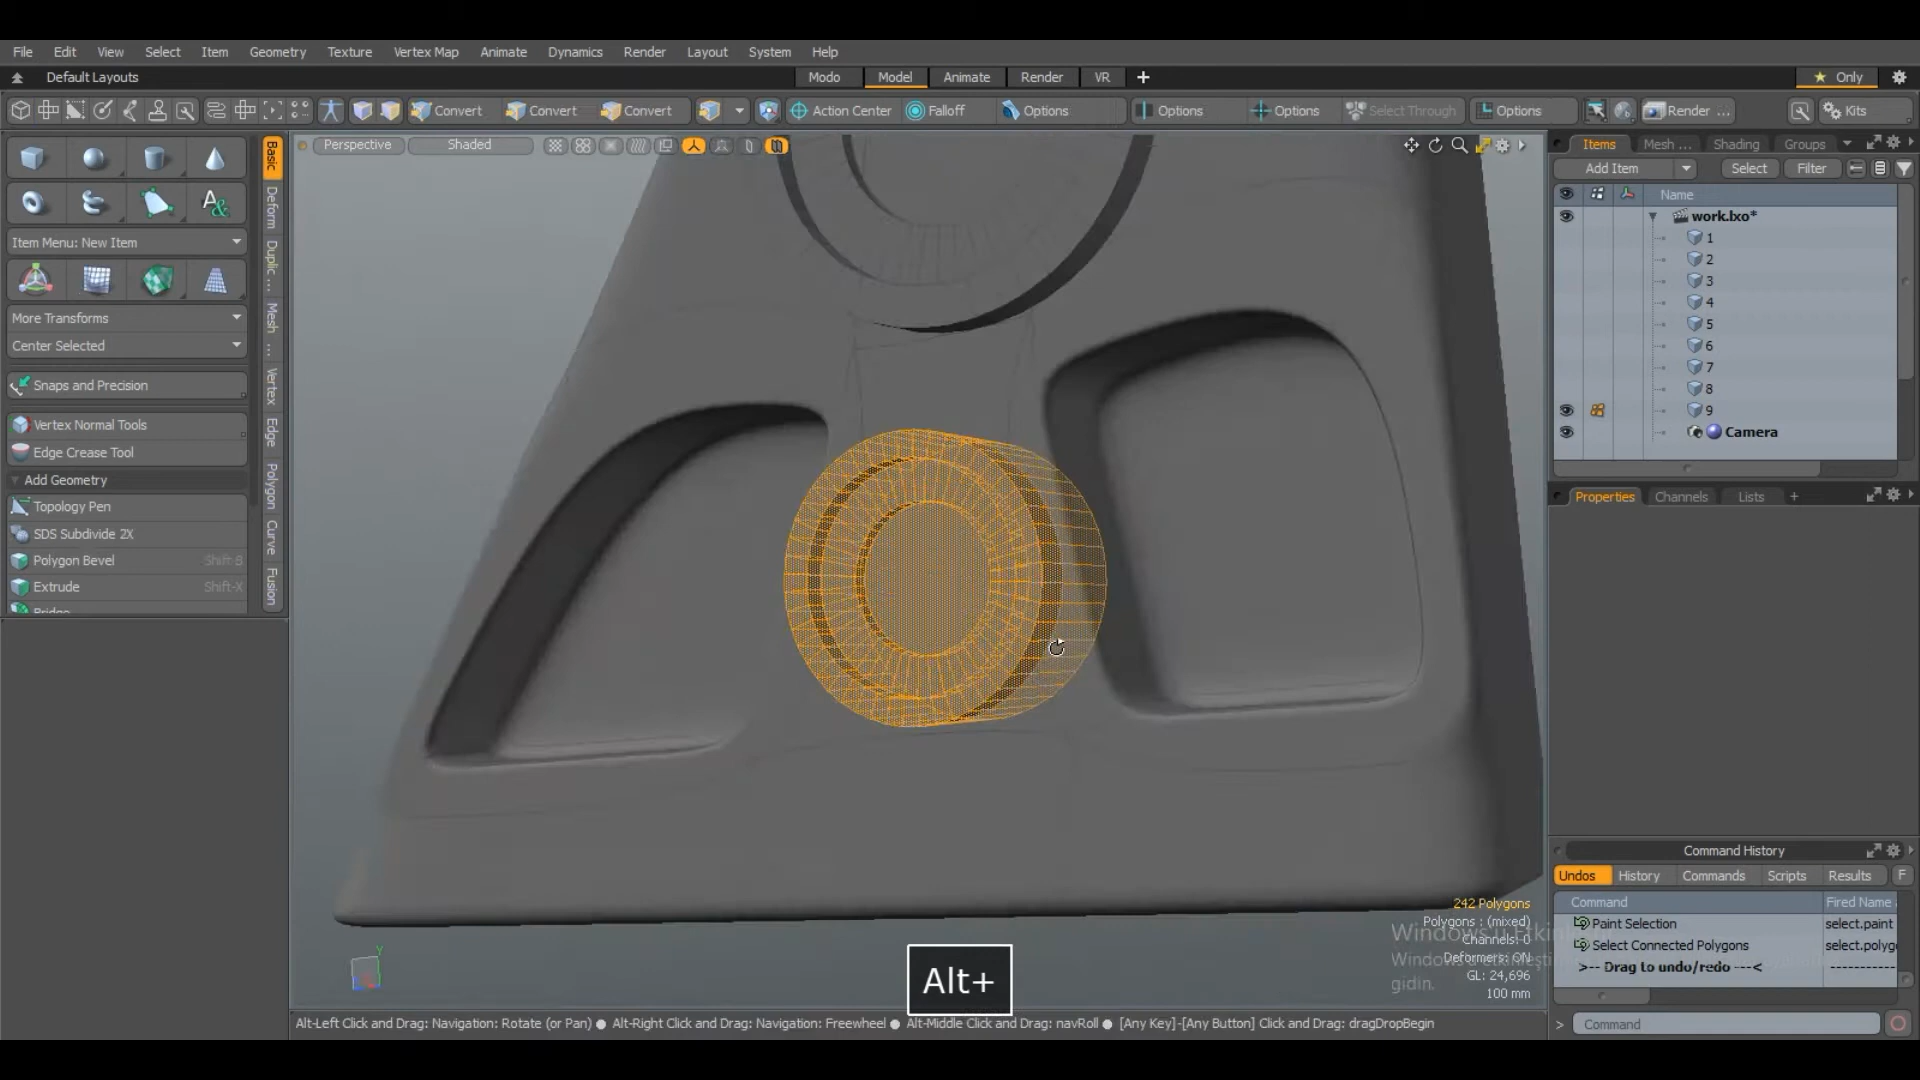 File Edit View Select Item Geometry Texture Vertex Map Animate Dynamics Render Layout System Help
Default Layouts
Modo Model Animate Render VR +
Only
Convert Convert Convert Action Center Falloff Options Options Options Select Through Options Render ... Kits
Perspective Shaded
Items Mesh ... Shading Groups
Add Item Select Filter
Name
work.lxo*
1
2
3
4
5
6
7
8
9
Camera
Item Menu: New Item
More Transforms
Center Selected
Snaps and Precision
Vertex Normal Tools
Edge Crease Tool
Add Geometry
Topology Pen
SDS Subdivide 2X
Polygon Bevel Shift-B
Extrude Shift-X
Bridge
Basic
Deform
Duplic ...
Mesh ...
Vertex
Edge
Polygon
Curve
Fusion
Properties Channels Lists +
Command History
Undos History Commands Scripts Results F
Command Fired Name
Paint Selection select.paint
Select Connected Polygons select.polyg
>-- Drag to undo/redo ---<
242 Polygons
Polygons : (mixed)
Channels: 0
Deformers: ON
GL: 24,696
100 mm
gidin.
Alt+
Y
Alt-Left Click and Drag: Navigation: Rotate (or Pan) ● Alt-Right Click and Drag: Navigation: Freewheel ● Alt-Middle Click and Drag: navRoll ● [Any Key]-[Any Button] Click and Drag: dragDropBegin
> Command